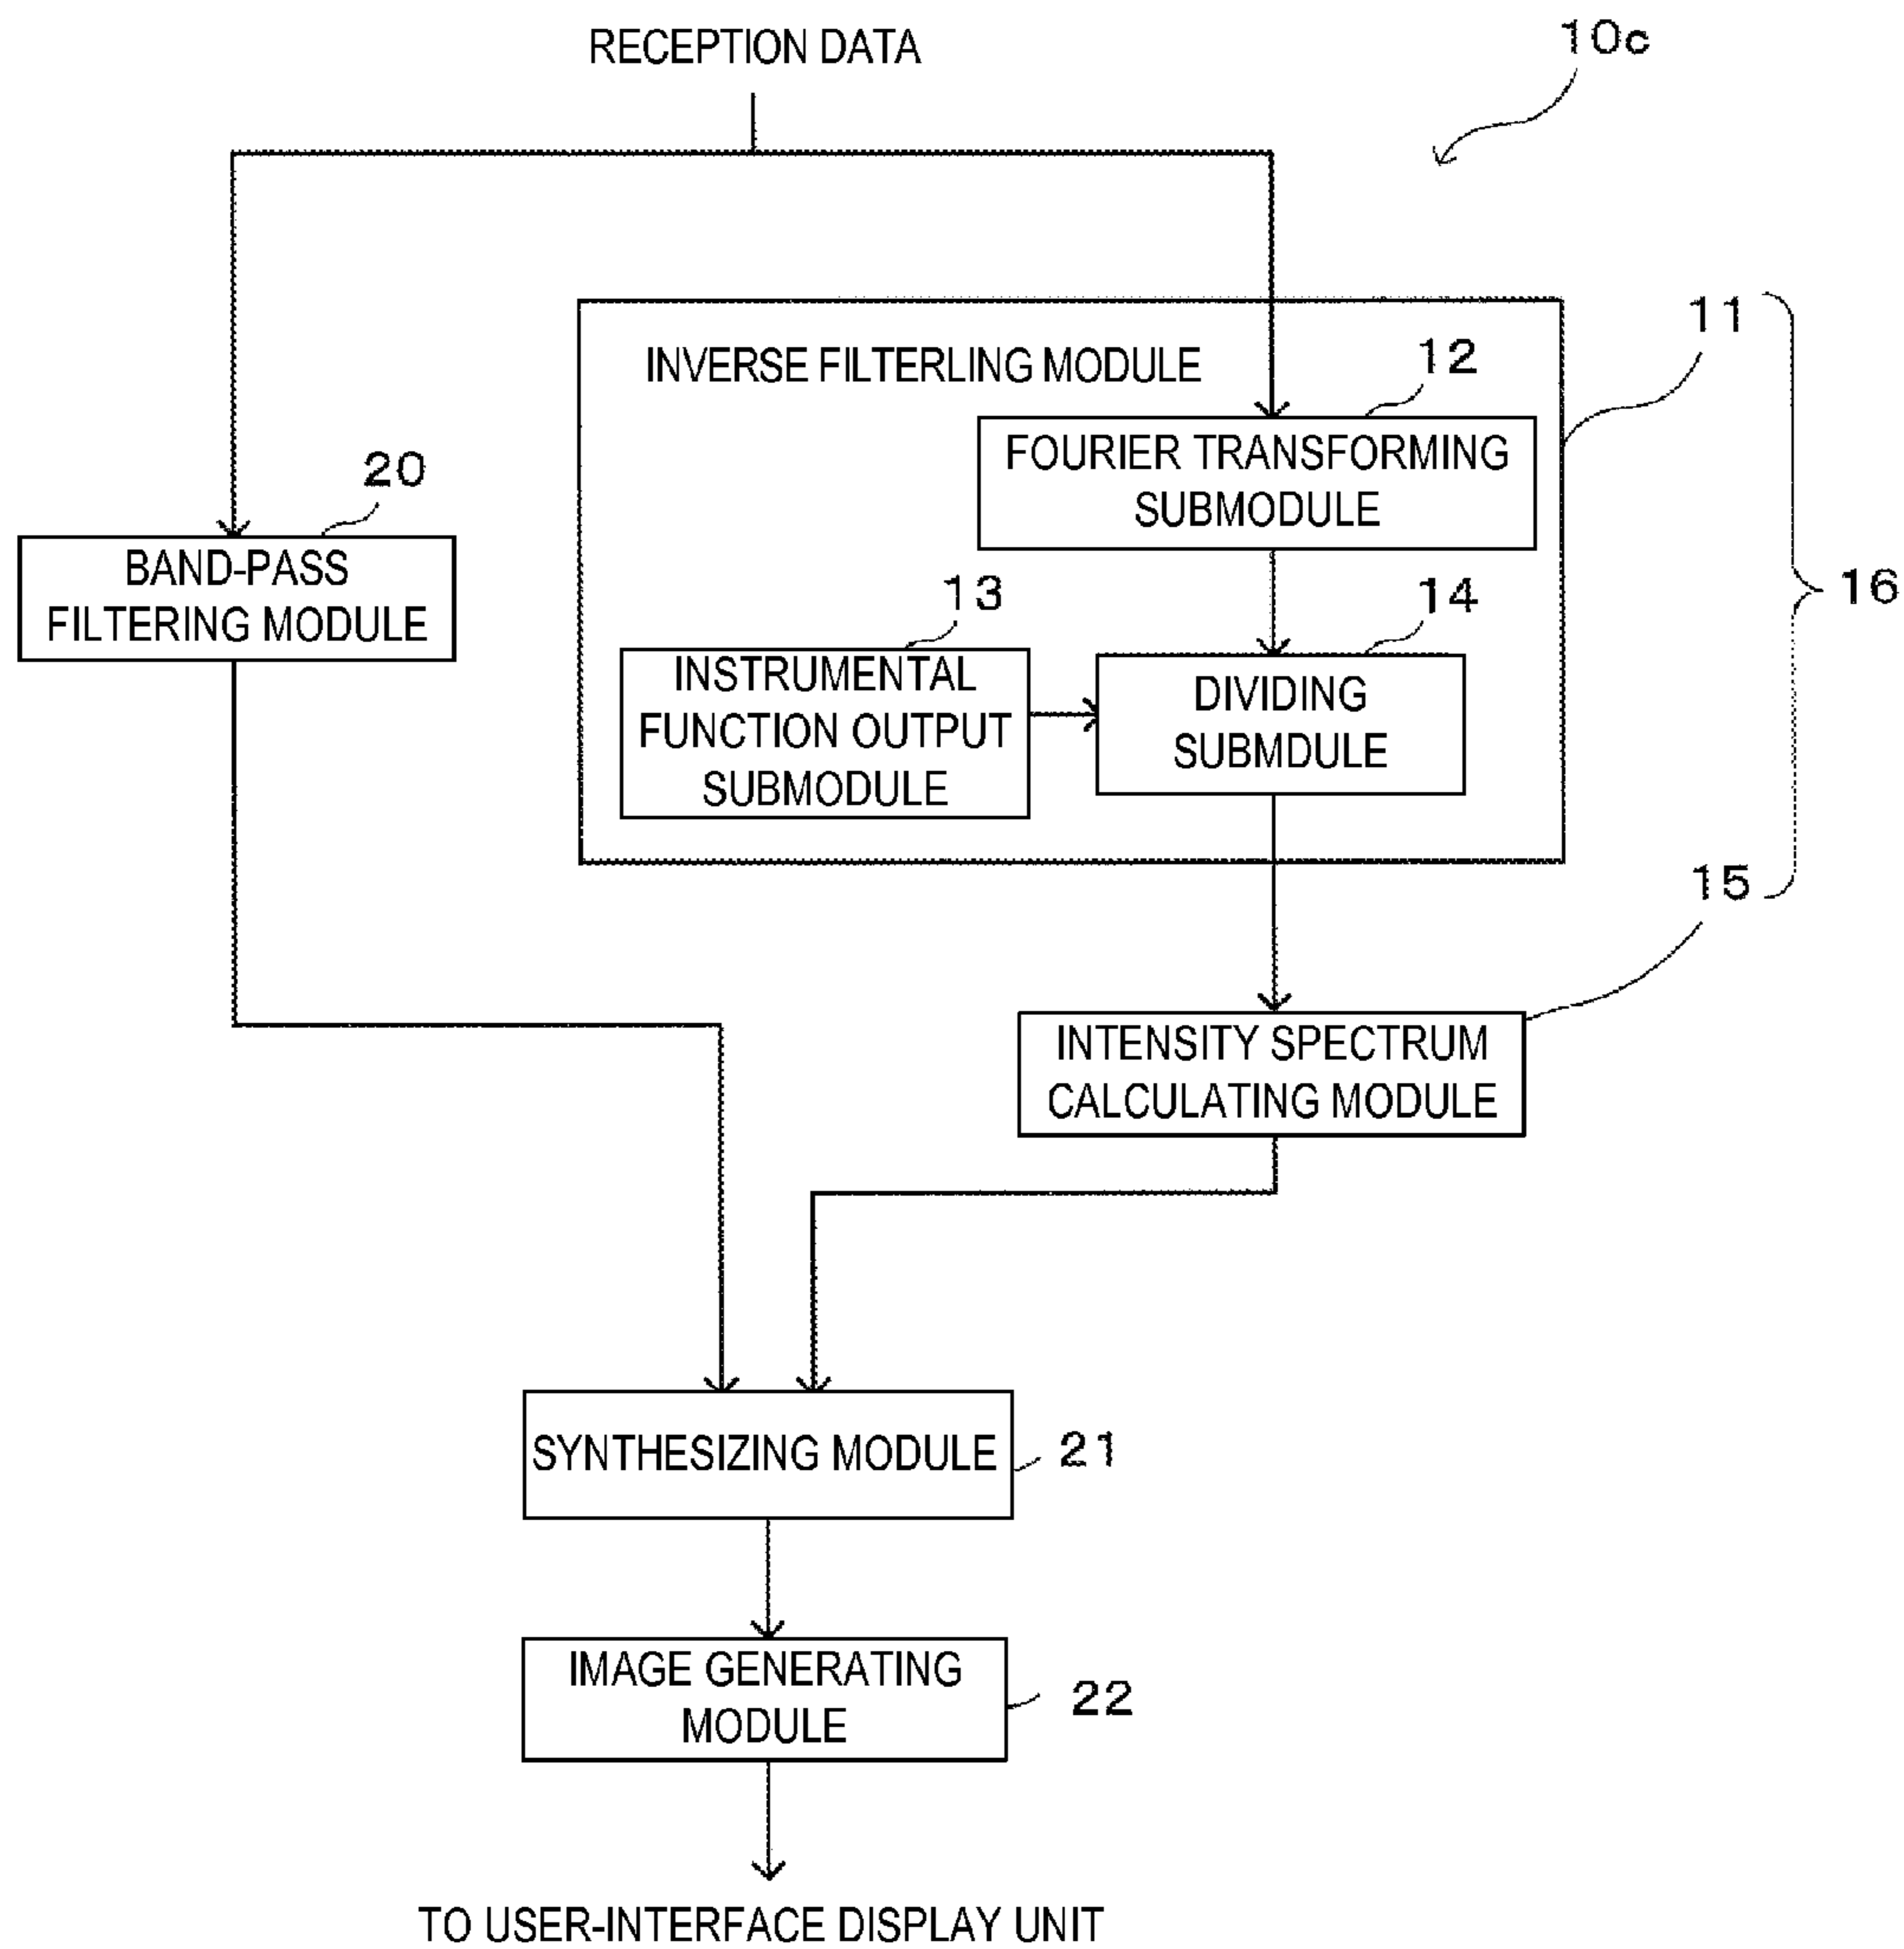 RECEPTION DATA
10c
INVERSE FILTERLING MODULE
11
12
FOURIER TRANSFORMING
SUBMODULE
20
BAND-PASS
FILTERING MODULE
13
INSTRUMENTAL
FUNCTION OUTPUT
SUBMODULE
14
DIVIDING
SUBMDULE
16
15
INTENSITY SPECTRUM
CALCULATING MODULE
SYNTHESIZING MODULE
21
IMAGE GENERATING
MODULE
22
TO USER-INTERFACE DISPLAY UNIT